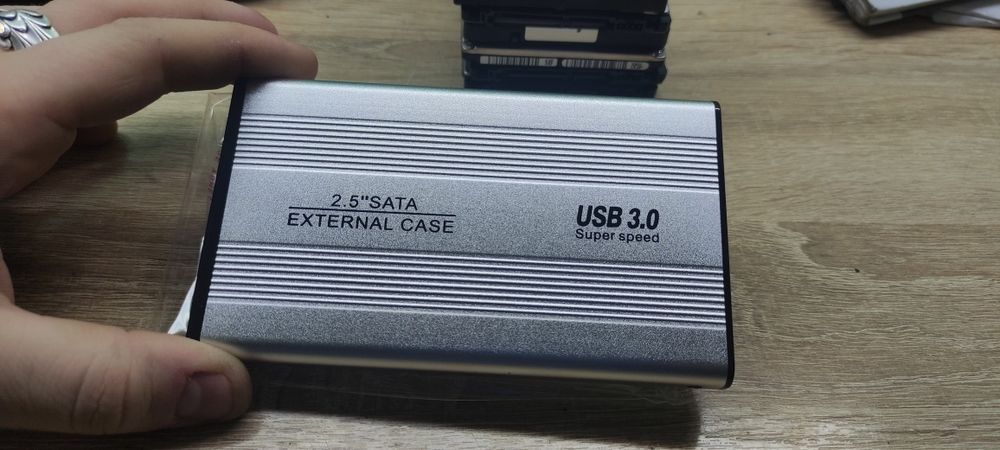 2.5"SATA
EXTERNAL CASE
USB 3.0
Super speed